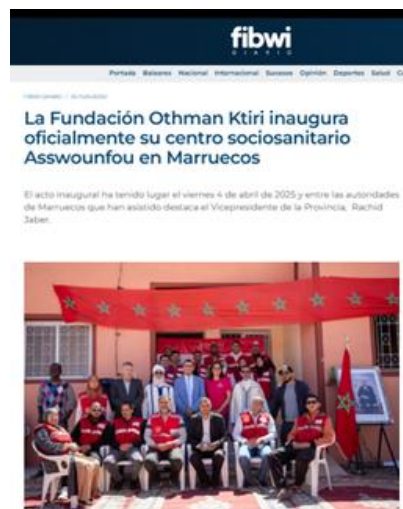 fibwi
DIARIO
Portada Baleares Nacional Internacional Sucesos Opinión Deportes Salud
La Fundación Othman Ktiri inaugura
oficialmente su centro sociosanitario
Asswounfou en Marruecos
El acto inaugural ha tenido lugar el viernes 4 de abril de 2025 y entre las autoridades
de Marruecos que han asistido destaca el Vicepresidente de la Provincia, Rachid
Jaber.